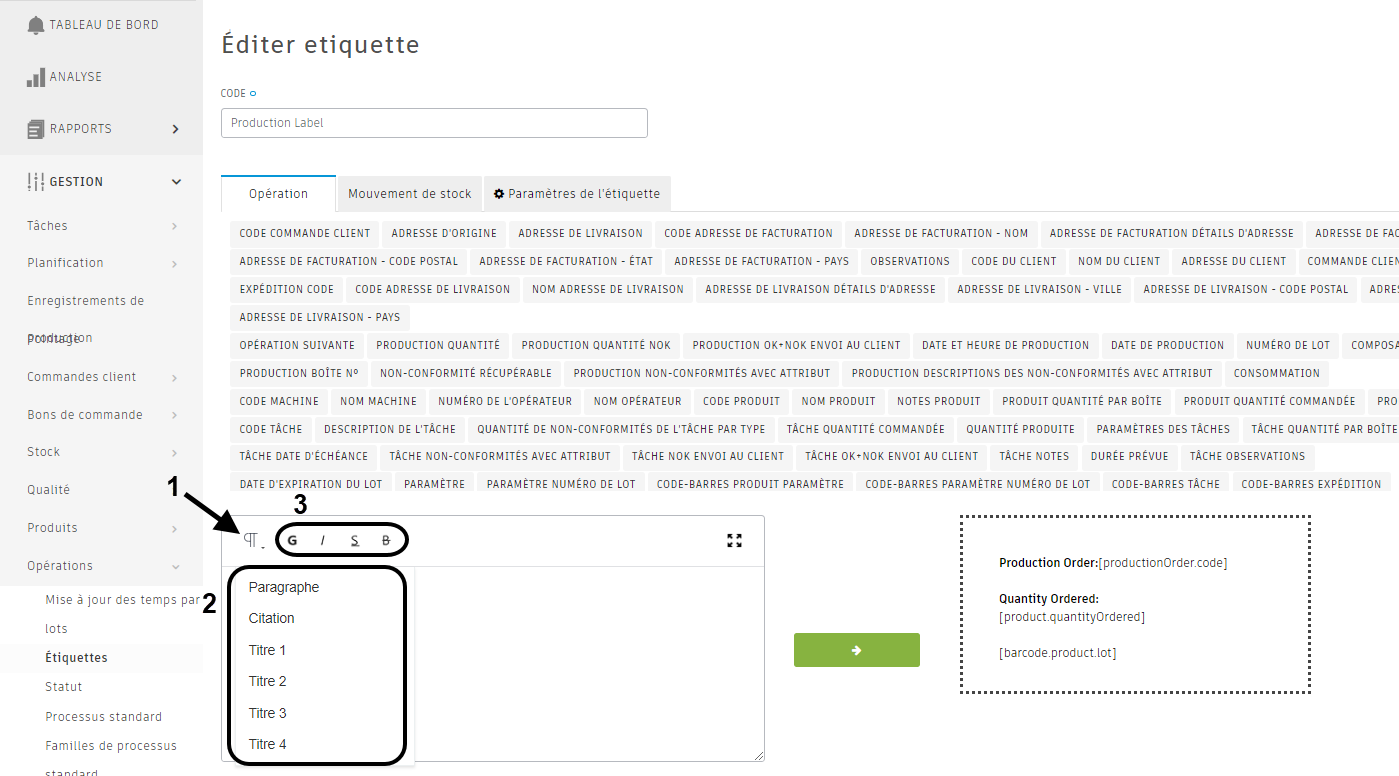 TABLEAU DE BORD
ANALYSE
RAPPORTS
GESTION
Tâches
Planification
Enregistrements de
production
Pointage
Commandes client
Bons de commande
Stock
Qualité
Produits
Opérations
Mise à jour des temps par
lots
Étiquettes
Statut
Processus standard
Familles de processus
standard
Éditer etiquette
CODE
Production Label
Opération Mouvement de stock Paramètres de l'étiquette
CODE COMMANDE CLIENT ADRESSE D'ORIGINE ADRESSE DE LIVRAISON CODE ADRESSE DE FACTURATION ADRESSE DE FACTURATION - NOM ADRESSE DE FACTURATION DÉTAILS D'ADRESSE ADRESSE DE FAC
ADRESSE DE FACTURATION - CODE POSTAL ADRESSE DE FACTURATION - ÉTAT ADRESSE DE FACTURATION - PAYS OBSERVATIONS CODE DU CLIENT NOM DU CLIENT ADRESSE DU CLIENT COMMANDE CLIEN
EXPÉDITION CODE CODE ADRESSE DE LIVRAISON NOM ADRESSE DE LIVRAISON ADRESSE DE LIVRAISON DÉTAILS D'ADRESSE ADRESSE DE LIVRAISON - VILLE ADRESSE DE LIVRAISON - CODE POSTAL ADRES
ADRESSE DE LIVRAISON - PAYS
OPÉRATION SUIVANTE PRODUCTION QUANTITÉ PRODUCTION QUANTITÉ NOK PRODUCTION OK+NOK ENVOI AU CLIENT DATE ET HEURE DE PRODUCTION DATE DE PRODUCTION NUMÉRO DE LOT COMPOSA
PRODUCTION BOÎTE Nº NON-CONFORMITÉ RÉCUPÉRABLE PRODUCTION NON-CONFORMITÉS AVEC ATTRIBUT PRODUCTION DESCRIPTIONS DES NON-CONFORMITÉS AVEC ATTRIBUT CONSOMMATION
CODE MACHINE NOM MACHINE NUMÉRO DE L'OPÉRATEUR NOM OPÉRATEUR CODE PRODUIT NOM PRODUIT NOTES PRODUIT PRODUIT QUANTITÉ PAR BOÎTE PRODUIT QUANTITÉ COMMANDÉE PRO
CODE TÂCHE DESCRIPTION DE LA TÂCHE QUANTITÉ DE NON-CONFORMITÉS DE LA TÂCHE PAR TYPE TÂCHE QUANTITÉ COMMANDÉE QUANTITÉ PRODUITE PARAMÈTRES DES TÂCHES TÂCHE QUANTITÉ PAR BOÎTE
TÂCHE DATE D'ÉCHÉANCE TÂCHE NON-CONFORMITÉS AVEC ATTRIBUT TÂCHE NOK ENVOI AU CLIENT TÂCHE OK+NOK ENVOI AU CLIENT TÂCHE NOTES DURÉE PRÉVUE TÂCHE OBSERVATIONS
DATE D'EXPIRATION DU LOT PARAMÈTRE PARAMÈTRE NUMÉRO DE LOT CODE-BARRES PRODUIT PARAMÈTRE CODE-BARRES PARAMÈTRE NUMÉRO DE LOT CODE-BARRES TÂCHE CODE-BARRES EXPÉDITION
1
3
G I S B
2
Paragraphe
Citation
Titre 1
Titre 2
Titre 3
Titre 4
Production Order:[productionOrder.code]
Quantity Ordered:
[product.quantityOrdered]
[barcode.product.lot]